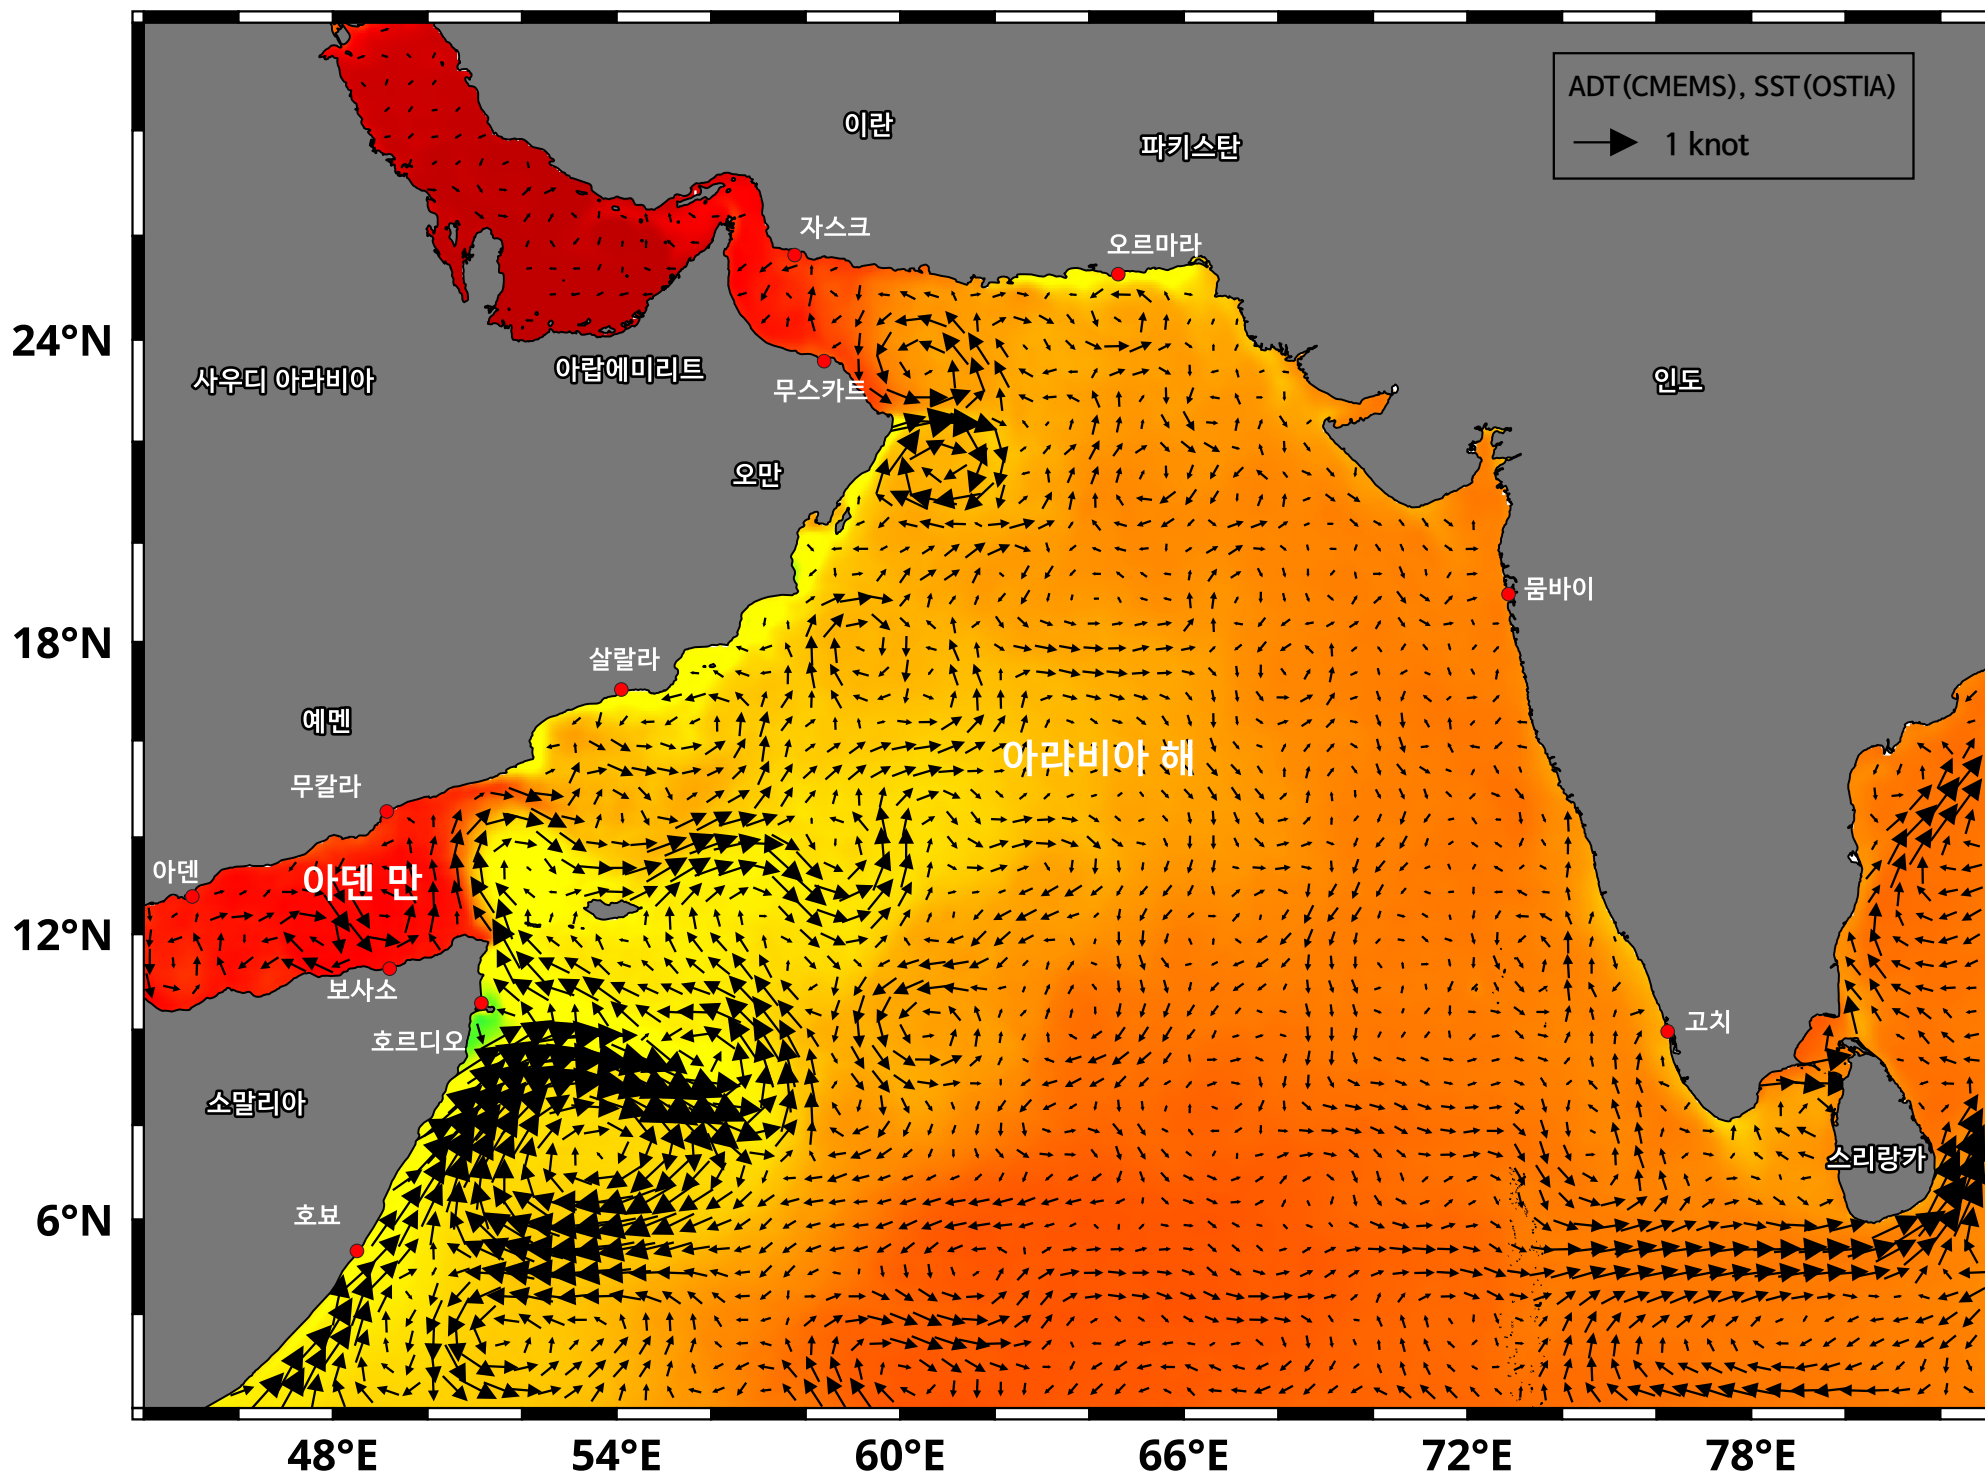 ADT(CMEMS), SST(OSTIA)
1 knot
이란
파키스탄
자스크
오르마라
24°N
사우디 아라비아
아랍에미리트
무스카트
인도
오만
뭄바이
18°N
살랄라
예멘
아라비아 해
무칼라
아덴
아덴 만
12°N
보사소
호르디오
고치
소말리아
스리랑카
호뵤
6°N
48°E 54°E 60°E 66°E 72°E 78°E